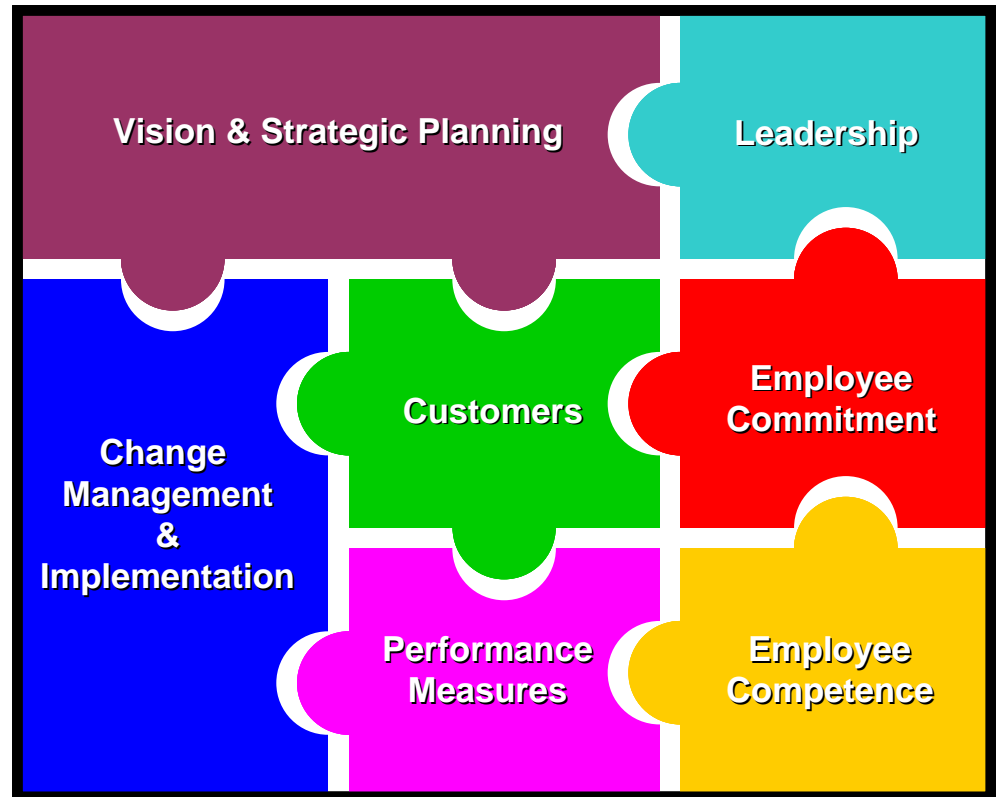 Vision & Strategic Planning
Leadership
Customers
Employee
Commitment
Change
Management
&
Implementation
Performance
Measures
Employee
Competence